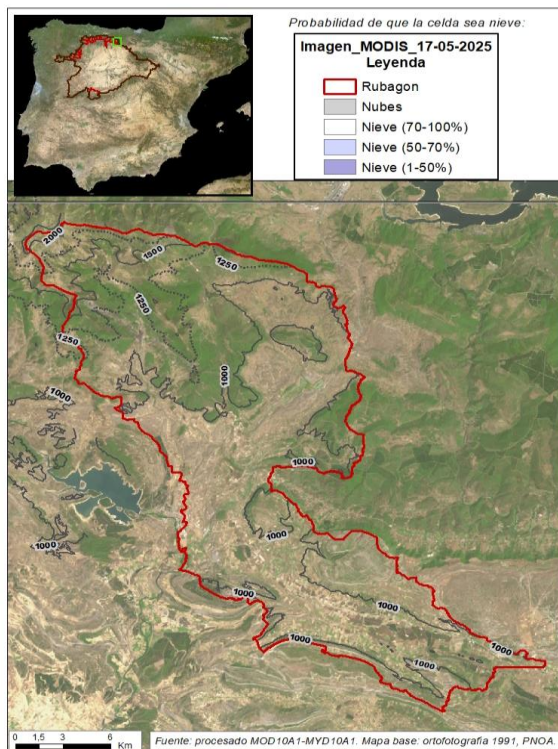 Probabilidad de que la celda sea nieve:
Imagen_MODIS_17-05-2025
Leyenda
Rubagon
Nubes
Nieve (70-100%)
Nieve (50-70%)
Nieve (1-50%)
2000
1500
1250
1250
1250
1000
1000
1000
1000
1000
1000
1000
1000
1000
1000
0 1,5 3 6
Km
Fuente: procesado MOD10A1-MYD10A1. Mapa base: ortofotografía 1991, PNOA.